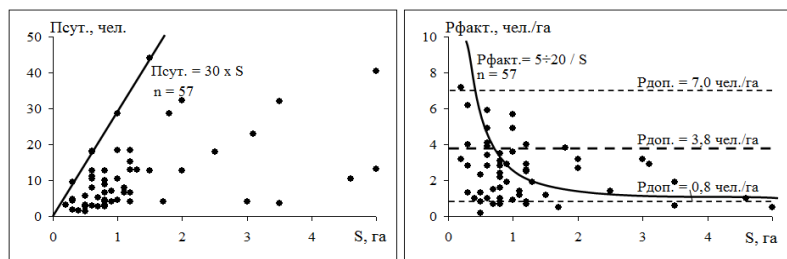 Псут., чел.
50
40
30
20
10
0
Псут. = 30 x S
n = 57
0
1
2
3
4
5
S, га
Рфакт., чел./га
10
8
6
4
2
0
Рфакт.= 5÷20 / S
n = 57
Рдоп. = 7,0 чел./га
Рдоп. = 3,8 чел./га
Рдоп. = 0,8 чел./га
0
1
2
3
4
5
S, га